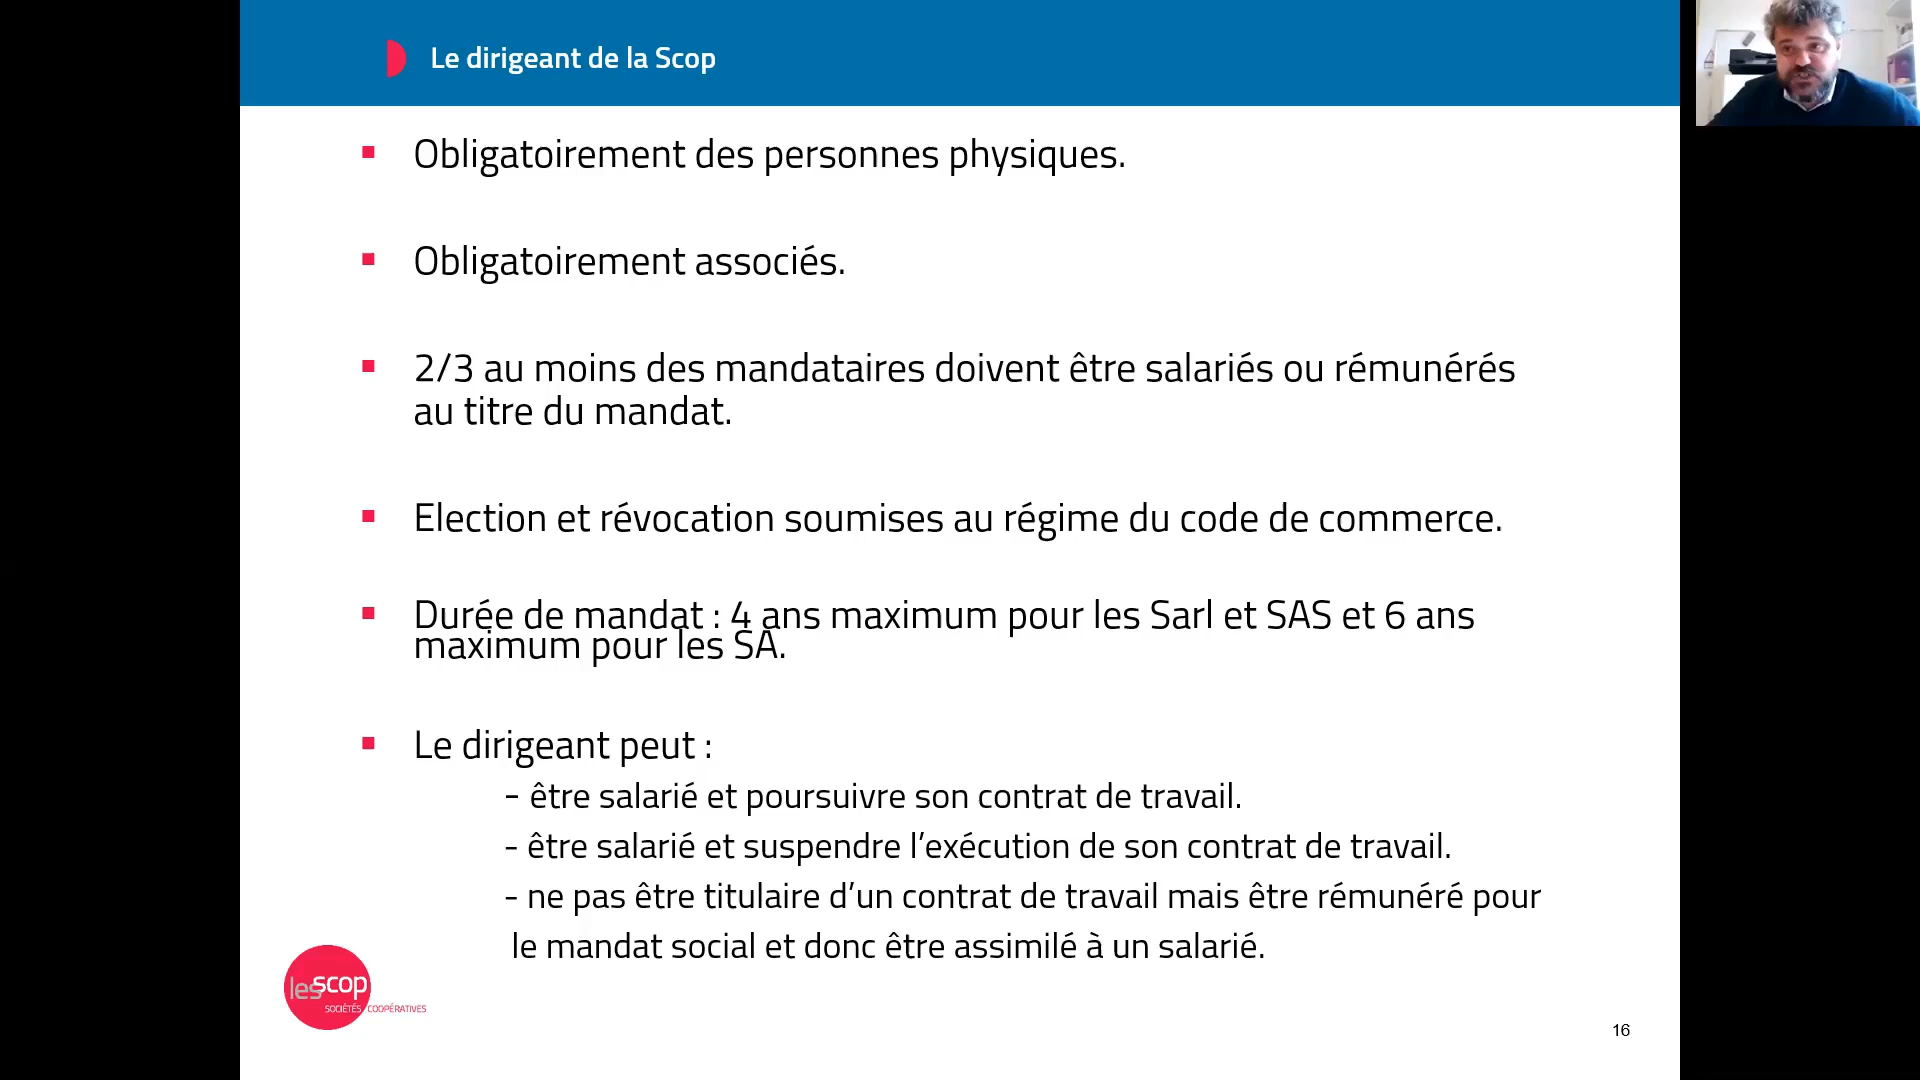 Le dirigeant de la Scop
▪ Obligatoirement des personnes physiques.
▪ Obligatoirement associés.
▪ 2/3 au moins des mandataires doivent être salariés ou rémunérés
au titre du mandat.
▪ Election et révocation soumises au régime du code de commerce.
▪ Durée de mandat : 4 ans maximum pour les Sarl et SAS et 6 ans
maximum pour les SA.
▪ Le dirigeant peut :
- être salarié et poursuivre son contrat de travail.
- être salarié et suspendre l’exécution de son contrat de travail.
- ne pas être titulaire d’un contrat de travail mais être rémunéré pour
le mandat social et donc être assimilé à un salarié.
les scop
SOCIÉTÉS COOPÉRATIVES
16